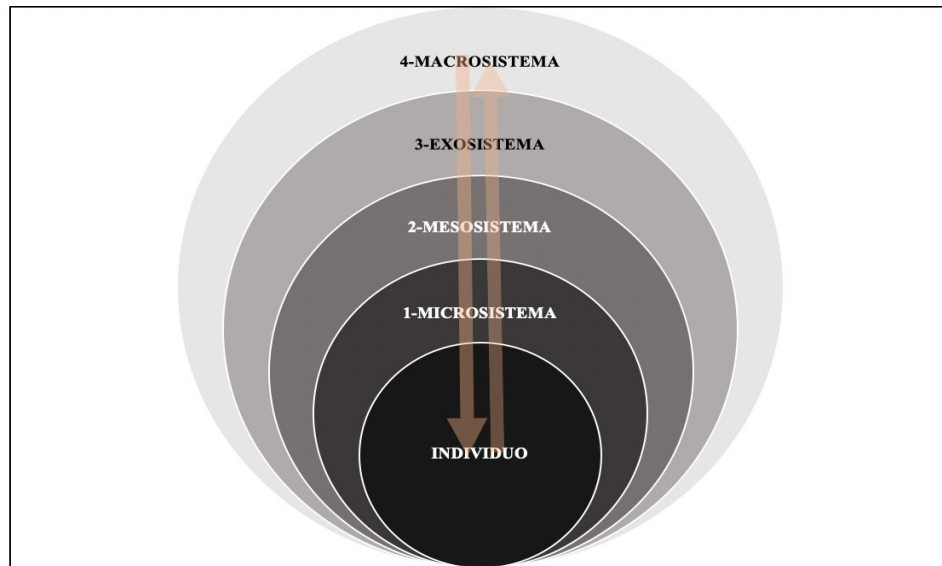 4-MACROSISTEMA
3-EXOSISTEMA
2-MESOSISTEMA
1-MICROSISTEMA
INDIVIDUO